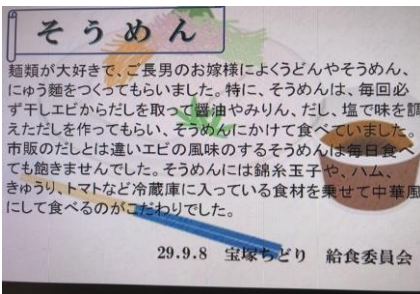 そうめん
麺類が大好きで、ご長男のお嫁様によくうどんやそうめん、
にゅう麺をつくってもらいました。特に、そうめんは、毎回必
ず干しエビからだしを取って醤油やみりん、だし、塩で味を調
えただしを作ってもらい、そうめんにかけて食べていました。
市販のだしとは違いエビの風味のするそうめんは毎日食べ
ても飽きませんでした。そうめんには錦糸玉子や、ハム、
きゅうり、トマトなど冷蔵庫に入っている食材を乗せて中華風
にして食べるのがこだわりでした。
29.9.8 宝塚ちどり 給食委員会